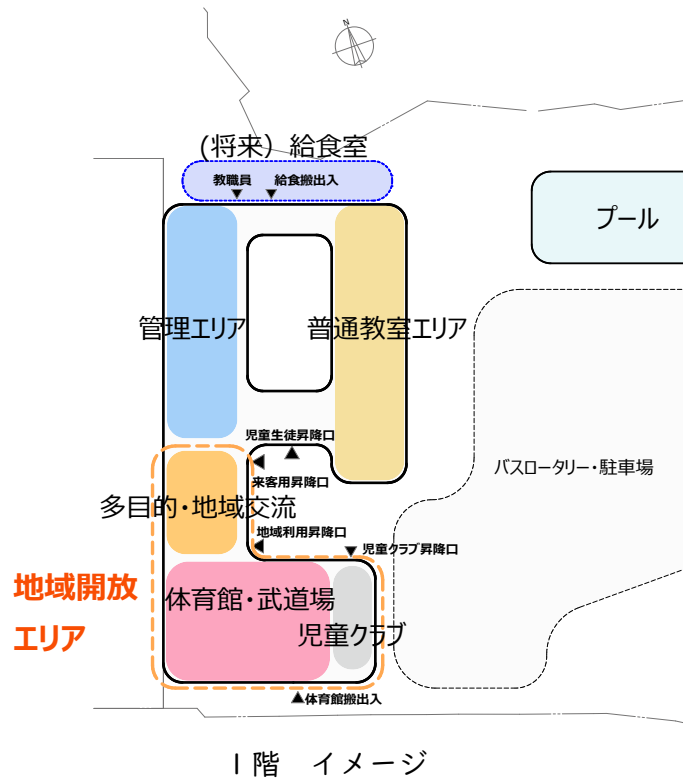 N
(将来）給食室
教職員 給食搬出入
プール
管理エリア
普通教室エリア
児童生徒昇降口
来客用昇降口
バスロータリー・駐車場
多目的・地域交流
地域利用昇降口
児童クラブ昇降口
地域開放
エリア
体育館・武道場
児童クラブ
体育館搬出入
1階 イメージ